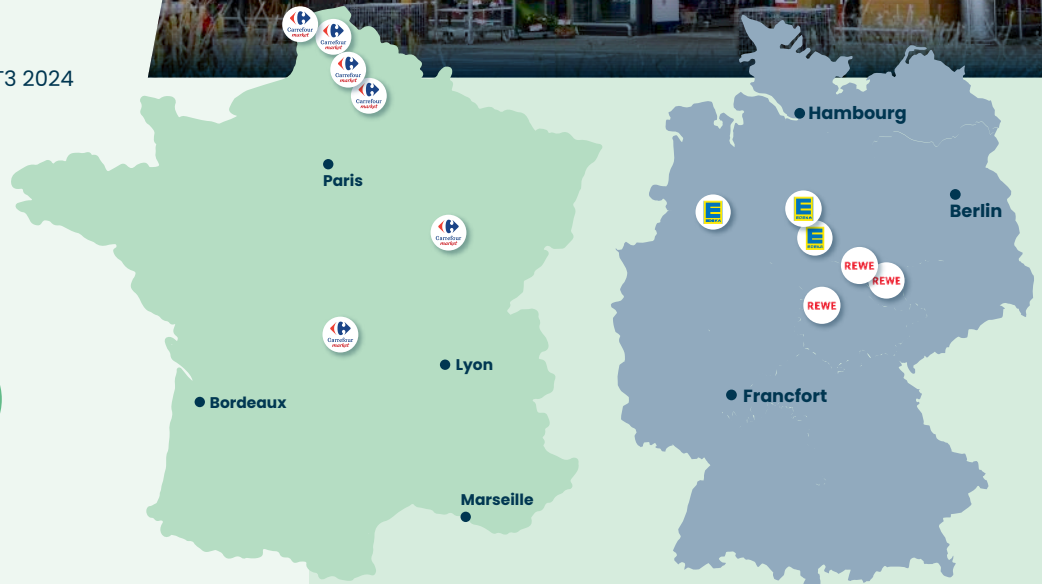 T3 2024
Carrefour
market
Carrefour
market
Carrefour
market
Carrefour
market
Hambourg
Paris
Berlin
EDEKA
EDEKA
EDEKA
Carrefour
market
REWE
REWE
REWE
Carrefour
market
Lyon
Bordeaux
Francfort
Marseille